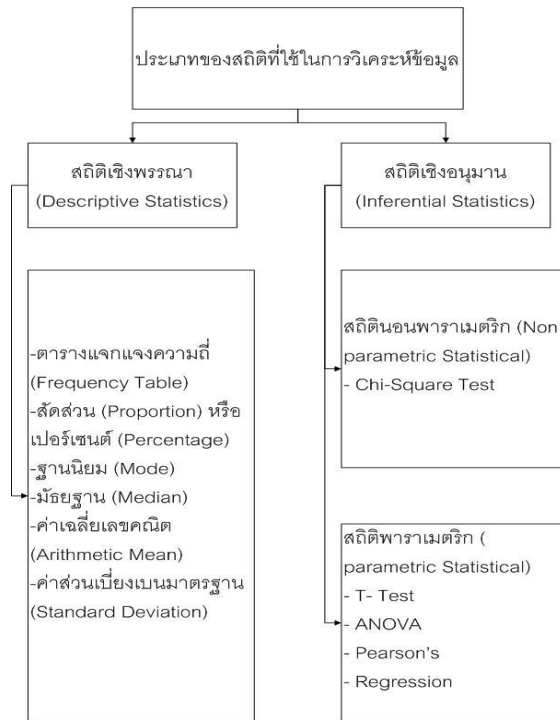 ประเภทของสถิติที่ใช้ในการวิเคระห์ข้อมูล
สถิติเชิงพรรณา
(Descriptive Statistics)
สถิติเชิงอนุมาน
(Inferential Statistics)
-ตารางแจกแจงความถี่
(Frequency Table)
-สัดส่วน (Proportion) หรือ
เปอร์เซนต์ (Percentage)
-ฐานนิยม (Mode)
-มัธยฐาน (Median)
-ค่าเฉลี่ยเลขคณิต
(Arithmetic Mean)
-ค่าส่วนเบี่ยงเบนมาตรฐาน
(Standard Deviation)
สถิตินอนพาราเมตริก (Non
parametric Statistical)
- Chi-Square Test
สถิติพาราเมตริก (
parametric Statistical)
- T- Test
- ANOVA
- Pearson's
- Regression